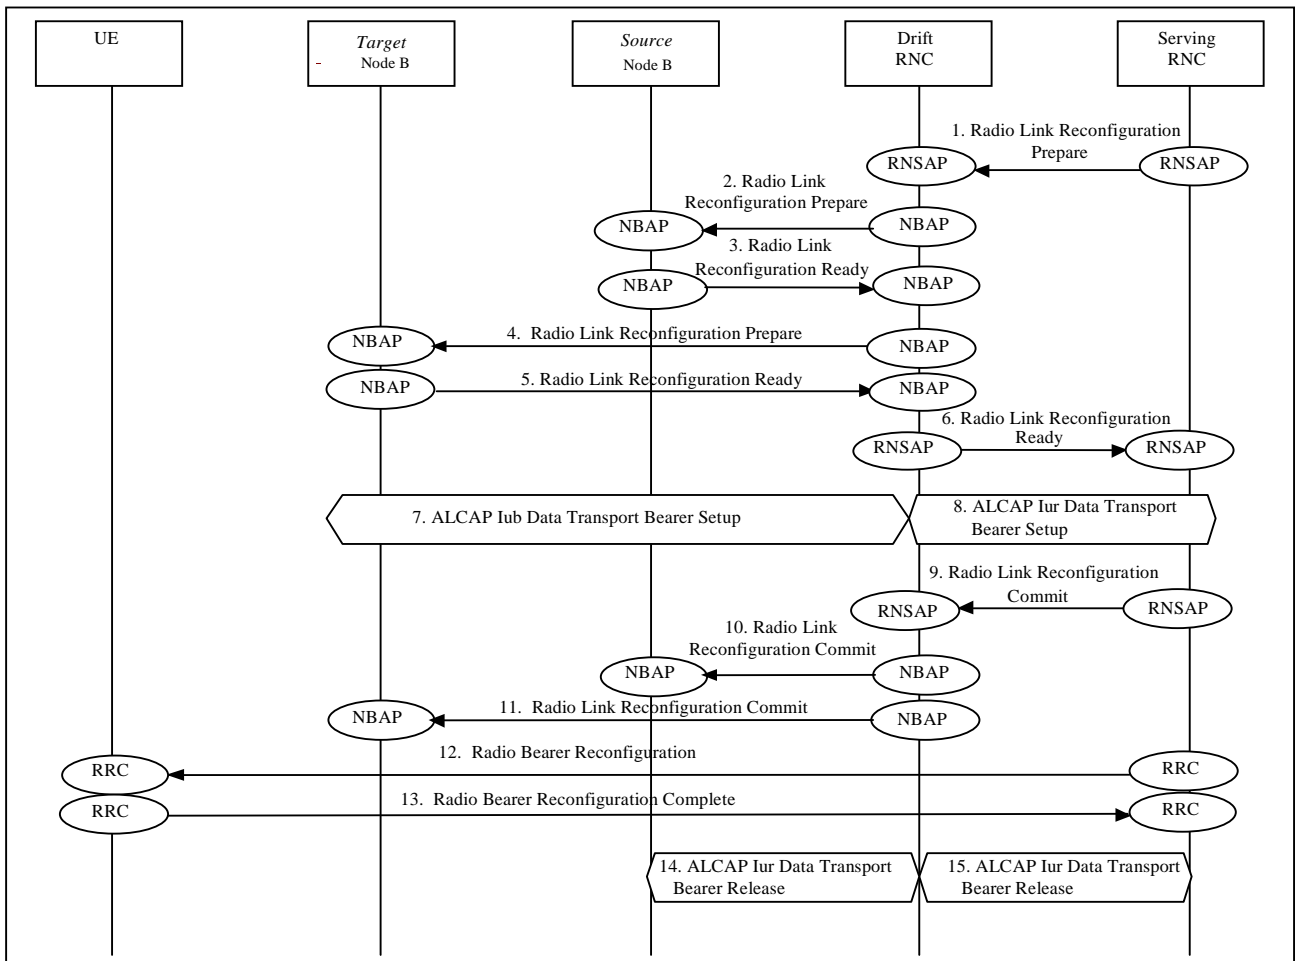 UE
Target
- Node B
Source
Node B
Drift
RNC
Serving
RNC
1. Radio Link Reconfiguration
Prepare
RNSAP
RNSAP
2. Radio Link
Reconfiguration Prepare
NBAP
NBAP
3. Radio Link
Reconfiguration Ready
NBAP
NBAP
4. Radio Link Reconfiguration Prepare
NBAP
NBAP
5. Radio Link Reconfiguration Ready
NBAP
NBAP
6. Radio Link Reconfiguration
Ready
RNSAP
RNSAP
7. ALCAP Iub Data Transport Bearer Setup
8. ALCAP Iur Data Transport
Bearer Setup
9. Radio Link Reconfiguration
Commit
RNSAP
RNSAP
10. Radio Link
Reconfiguration Commit
NBAP
NBAP
11. Radio Link Reconfiguration Commit
NBAP
NBAP
12. Radio Bearer Reconfiguration
RRC
RRC
13. Radio Bearer Reconfiguration Complete
RRC
RRC
14. ALCAP Iur Data Transport
Bearer Release
15. ALCAP Iur Data Transport
Bearer Release